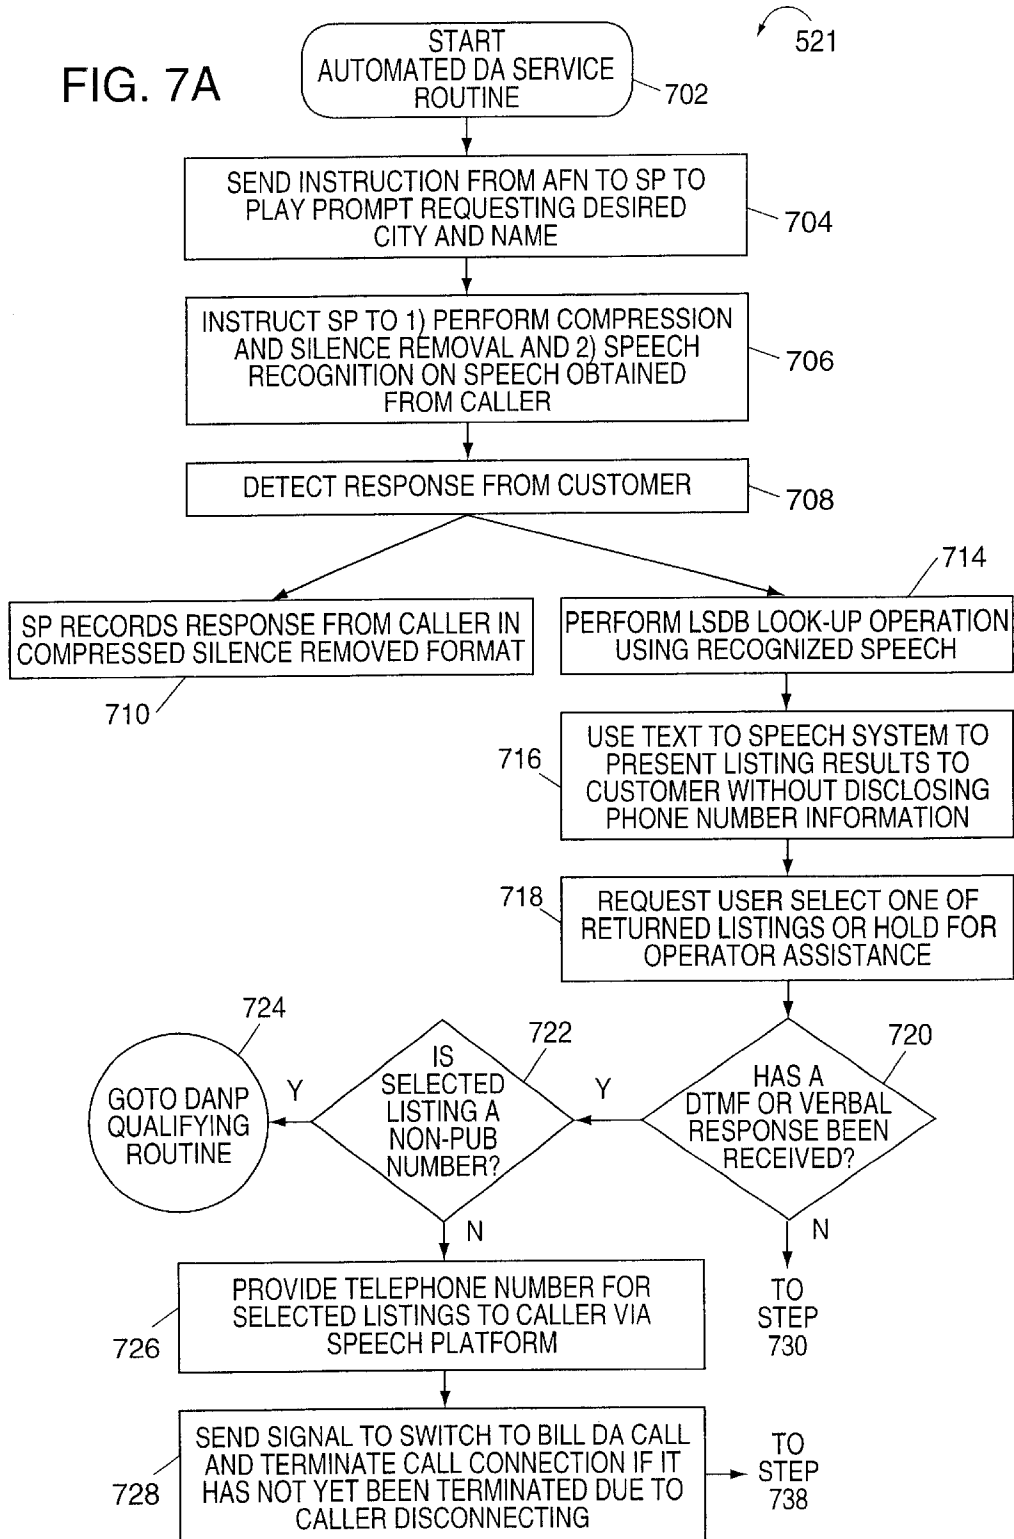 521
FIG. 7A
START
AUTOMATED DA SERVICE
ROUTINE
702
SEND INSTRUCTION FROM AFN TO SP TO
PLAY PROMPT REQUESTING DESIRED
CITY AND NAME
704
INSTRUCT SP TO 1) PERFORM COMPRESSION
AND SILENCE REMOVAL AND 2) SPEECH
RECOGNITION ON SPEECH OBTAINED
FROM CALLER
706
DETECT RESPONSE FROM CUSTOMER
708
SP RECORDS RESPONSE FROM CALLER IN
COMPRESSED SILENCE REMOVED FORMAT
710
714
PERFORM LSDB LOOK-UP OPERATION
USING RECOGNIZED SPEECH
716
USE TEXT TO SPEECH SYSTEM TO
PRESENT LISTING RESULTS TO
CUSTOMER WITHOUT DISCLOSING
PHONE NUMBER INFORMATION
718
REQUEST USER SELECT ONE OF
RETURNED LISTINGS OR HOLD FOR
OPERATOR ASSISTANCE
720
HAS A
DTMF OR VERBAL
RESPONSE BEEN
RECEIVED?
Y
N
TO
STEP
730
722
IS
SELECTED
LISTING A
NON-PUB
NUMBER?
Y
N
724
GOTO DANP
QUALIFYING
ROUTINE
PROVIDE TELEPHONE NUMBER FOR
SELECTED LISTINGS TO CALLER VIA
SPEECH PLATFORM
726
SEND SIGNAL TO SWITCH TO BILL DA CALL
AND TERMINATE CALL CONNECTION IF IT
HAS NOT YET BEEN TERMINATED DUE TO
CALLER DISCONNECTING
728
TO
STEP
738